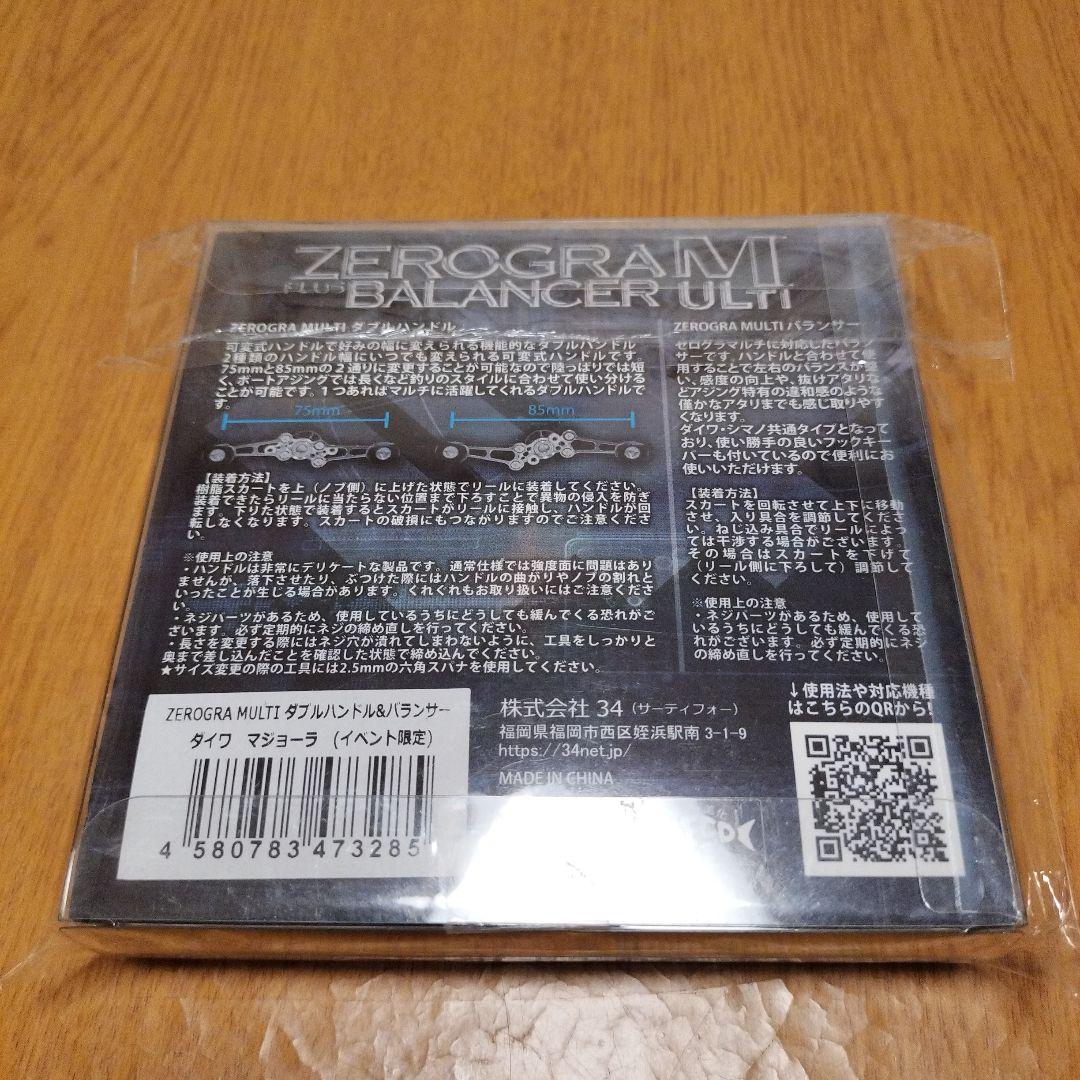 ZEROGRA M
PLUS BALANCER ULTI
ZEROGRA MULTI ダブルハンドル
可変式ハンドルで好みの幅に変えられる機能的なダブルハンドル
2種類のハンドル幅にいつでも変えられる可変式ハンドルです。
75mmと85mmの2通りに変更することが可能なので陸っぱりでは短
く、ボートアジングでは長くなど釣りのスタイルに合わせて使い分ける
ことが可能です。1つあればマルチに活躍してくれるダブルハンドルで
す。
75mm 85mm
【装着方法】
樹脂スカートを上（ノブ側）に上げた状態でリールに装着してください。
装着できたらリールに当たらない位置まで下ろすことで異物の侵入を防ぎ
ます。下りた状態で装着するとスカートがリールに接触し、ハンドルが回
転しなくなります。スカートの破損にもつながりますのでご注意くださ
い。
※使用上の注意
・ハンドルは非常にデリケートな製品です。通常仕様では強度面に問題はあり
ませんが、落下させたり、ぶつけた際にはハンドルの曲がりやノブの割れと
いったことが生じる場合があります。くれぐれもお取り扱いにはご注意くださ
い。
・ネジパーツがあるため、使用しているうちにどうしても緩んでくる恐れがご
ざいます。必ず定期的にネジの締め直しを行ってください。
・長さを変更する際にはネジ穴が潰れてしまわないように、工具をしっかりと
奥まで差し込んだことを確認した状態で締め込んでください。
★サイズ変更の際の工具には2.5mmの六角スパナを使用してください。
ZEROGRA MULTI バランサー
ゼログラマルチに対応したバラン
サーです。ハンドルと合わせて使
用することで左右のバランスが整
い、感度の向上や、抜けアタリな
どアジング特有の違和感のような
僅かなアタリまでも感じ取りやす
くなります。
ダイワ・シマノ共通タイプとなって
おり、使い勝手の良いフックキー
パーも付いているので便利にお
使いいただけます。
【装着方法】
スカートを回転させて上下に移動
させ、入り具合を調節してくださ
い。ねじ込み具合でリールによっ
ては干渉する場合がございます。
その場合はスカートを下げて
（リール側に下ろして）調節して
ください。
※使用上の注意
・ネジパーツがあるため、使用して
いるうちにどうしても緩んでくる恐
れがございます。必ず定期的にネジ
の締め直しを行ってください。
ZEROGRA MULTI ダブルハンドル&バランサー
ダイワ マジョーラ （イベント限定）
4 580783 473285
株式会社 34（サーティフォー）
福岡県福岡市西区姪浜駅南 3-1-9
https://34net.jp/
MADE IN CHINA
↓使用法や対応機種
はこちらのQRから!